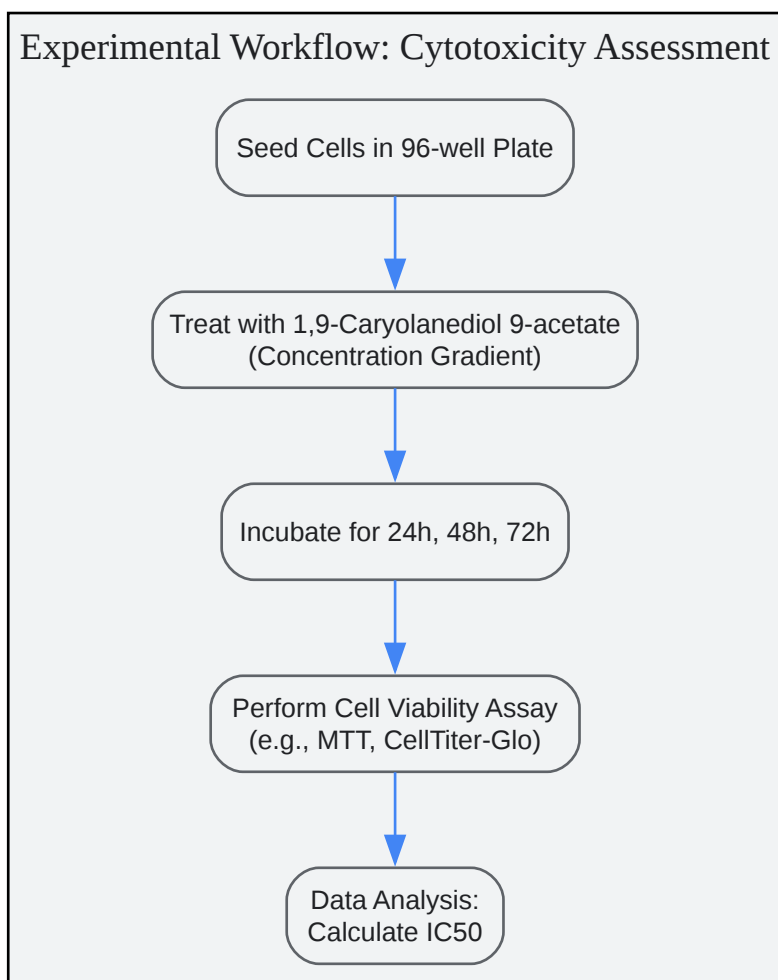 Experimental Workflow: Cytotoxicity Assessment
Seed Cells in 96-well Plate
Treat with 1,9-Caryolanediol 9-acetate
(Concentration Gradient)
Incubate for 24h, 48h, 72h
Perform Cell Viability Assay
(e.g., MTT, CellTiter-Glo)
Data Analysis:
Calculate IC50